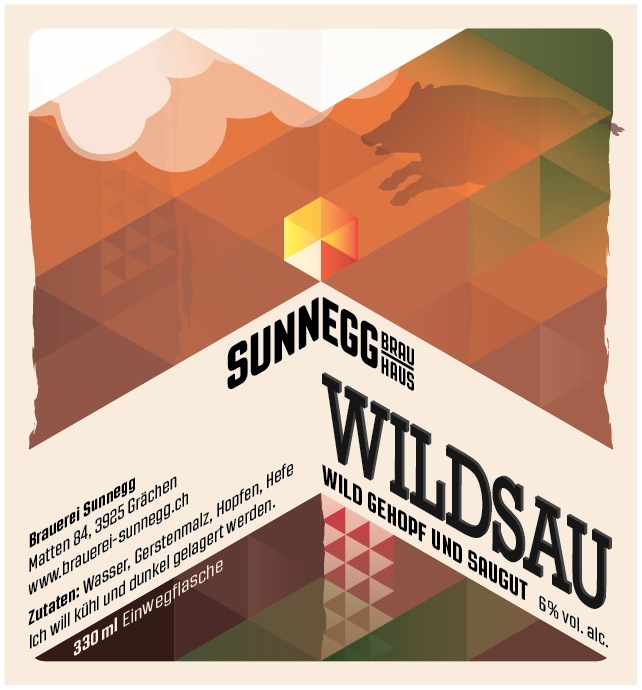 SUNNEGG BRAU
HAUS
WILDSAU
WILD GEHOPF UND SAUGUT 6% vol. alc.
Brauerei Sunnegg
Matten 84, 3925 Grächen
www.brauerei-sunnegg.ch
Zutaten: Wasser, Gerstenmalz, Hopfen, Hefe
Ich will kühl und dunkel gelagert werden.
330 ml Einwegflasche